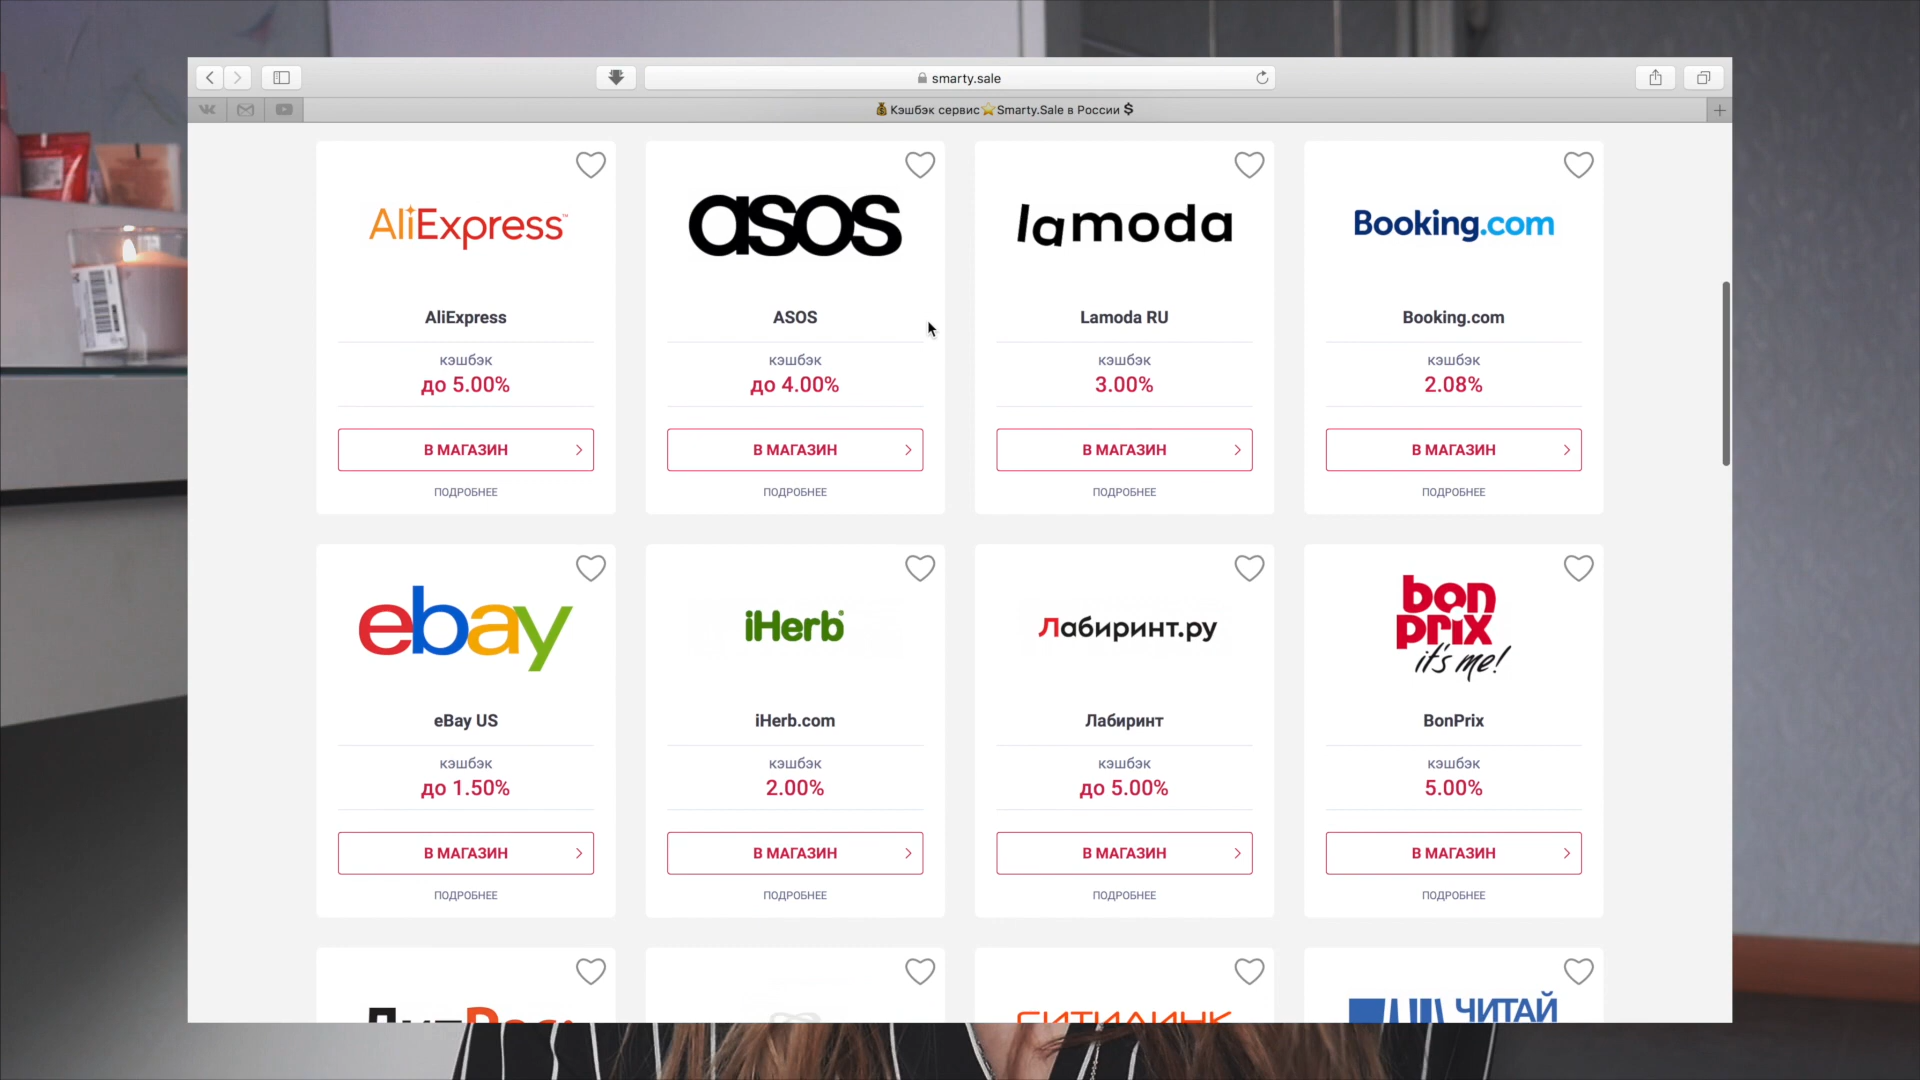 smarty.sale
Кэшбэк сервис⭐Smarty.Sale в России $
AliExpress
asos
lamoda
Booking.com
AliExpress
ASOS
Lamoda RU
Booking.com
кэшбэк
кэшбэк
кэшбэк
кэшбэк
до 5.00%
до 4.00%
3.00%
2.08%
В МАГАЗИН
В МАГАЗИН
В МАГАЗИН
В МАГАЗИН
ПОДРОБНЕЕ
ПОДРОБНЕЕ
ПОДРОБНЕЕ
ПОДРОБНЕЕ
ebay
iHerb
Лабиринт.ру
bon
prix
it's me!
eBay US
iHerb.com
Лабиринт
BonPrix
кэшбэк
кэшбэк
кэшбэк
кэшбэк
до 1.50%
2.00%
до 5.00%
5.00%
В МАГАЗИН
В МАГАЗИН
В МАГАЗИН
В МАГАЗИН
ПОДРОБНЕЕ
ПОДРОБНЕЕ
ПОДРОБНЕЕ
ПОДРОБНЕЕ
СИТИЛИНК
ЧИТАЙ